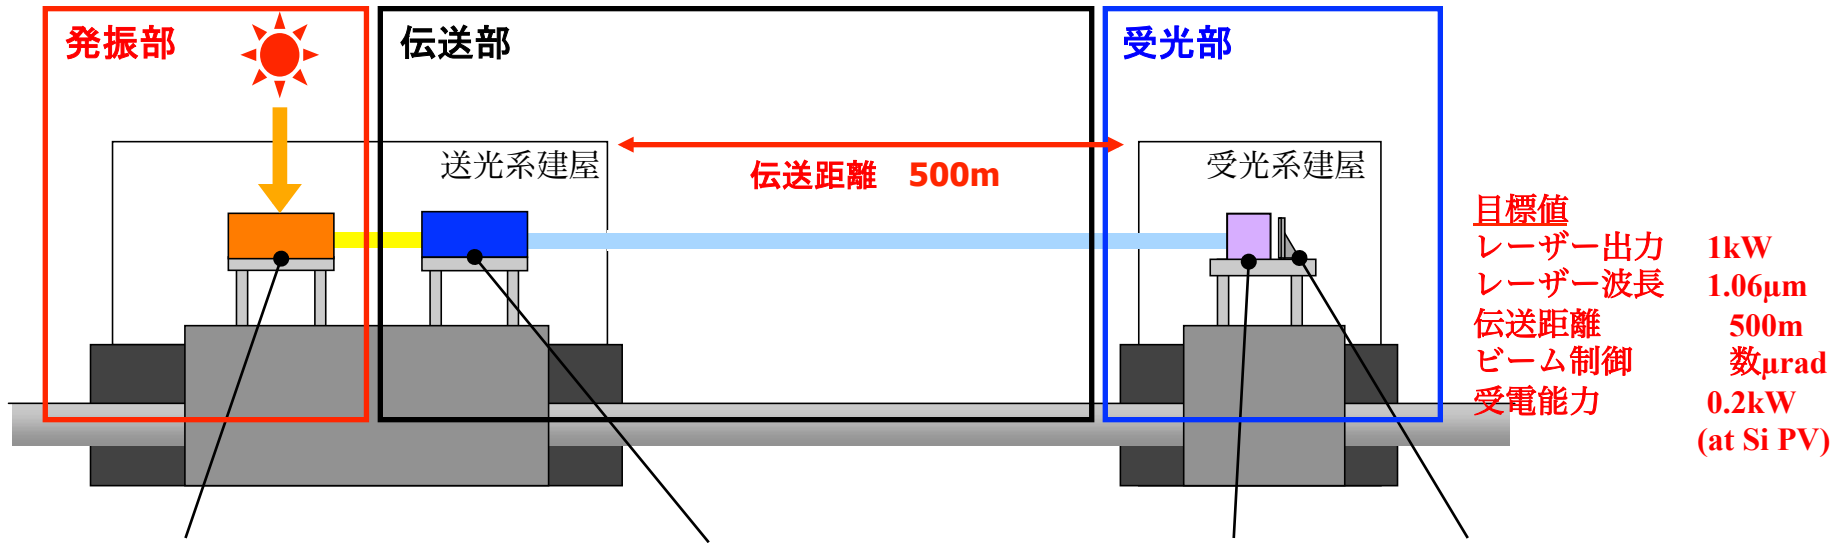 発振部
伝送部
受光部
送光系建屋
伝送距離 500m
受光系建屋
目標値
レーザー出力 1kW
レーザー波長 1.06μm
伝送距離 500m
ビーム制御 数μrad
受電能力 0.2kW
(at Si PV)